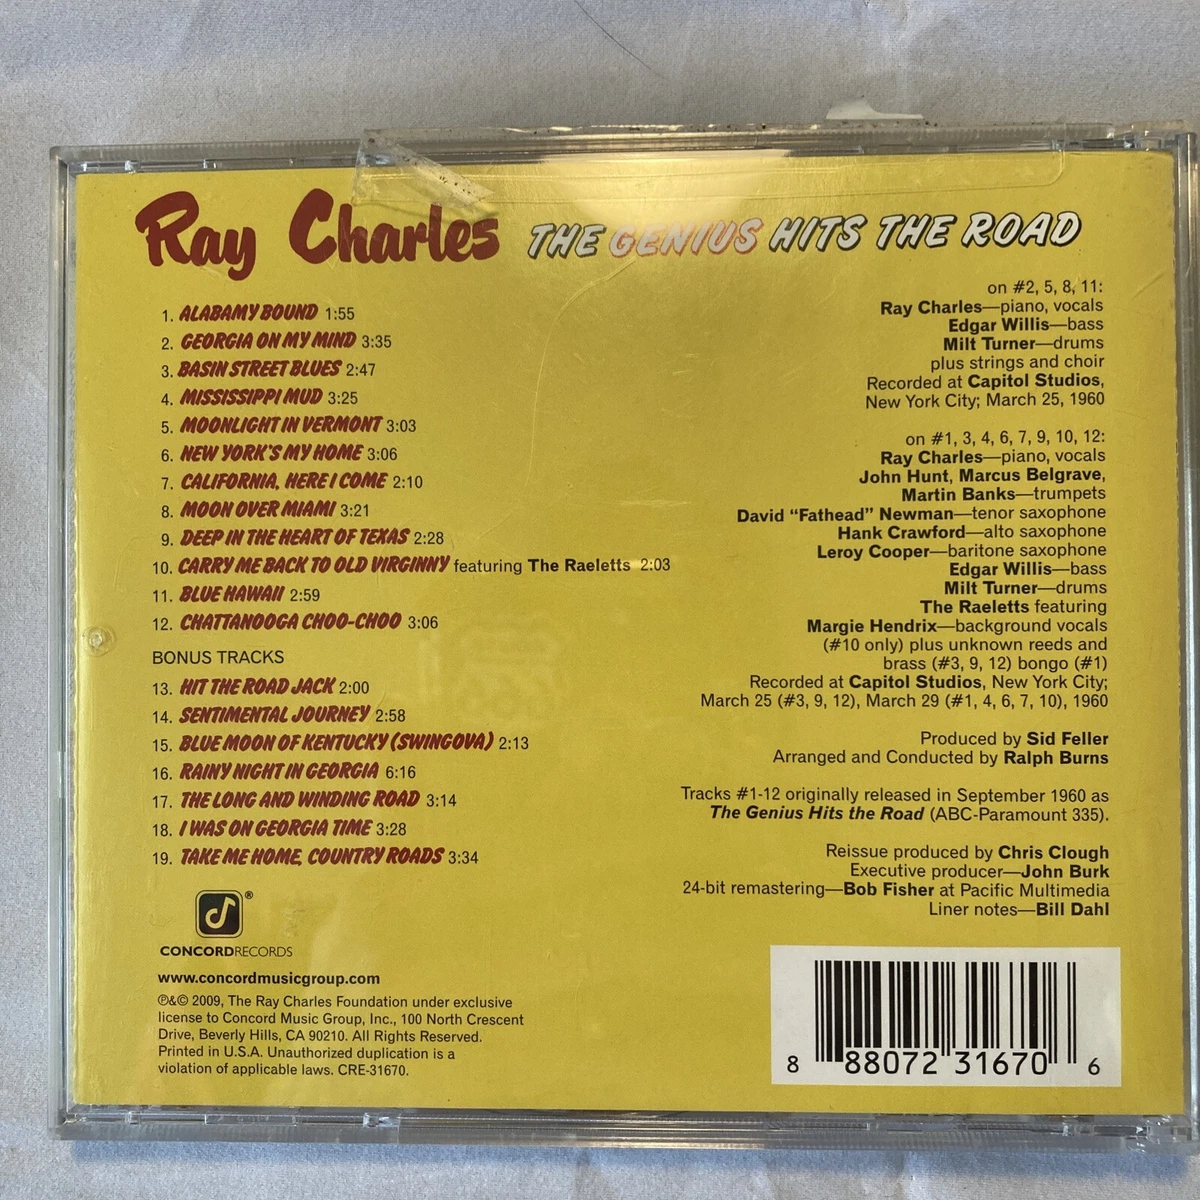 Ray Charles THE GENIUS HITS THE ROAD
1. ALABAMY BOUND 1:55
2. GEORGIA ON MY MIND 3:35
3. BASIN STREET BLUES 2:47
4. MISSISSIPPI MUD 3:25
5. MOONLIGHT IN VERMONT 3:03
6. NEW YORK'S MY HOME 3:06
7. CALIFORNIA, HERE I COME 2:10
8. MOON OVER MIAMI 3:21
9. DEEP IN THE HEART OF TEXAS 2:28
10. CARRY ME BACK TO OLD VIRGINNY featuring The Raeletts 2:03
11. BLUE HAWAII 2:59
12. CHATTANOOGA CHOO-CHOO 3:06
BONUS TRACKS
13. HIT THE ROAD JACK 2:00
14. SENTIMENTAL JOURNEY 2:58
15. BLUE MOON OF KENTUCKY (SWINGOVA) 2:13
16. RAINY NIGHT IN GEORGIA 6:16
17. THE LONG AND WINDING ROAD 3:14
18. I WAS ON GEORGIA TIME 3:28
19. TAKE ME HOME, COUNTRY ROADS 3:34
®
CONCORDRECORDS
www.concordmusicgroup.com
℗&© 2009, The Ray Charles Foundation under exclusive
license to Concord Music Group, Inc., 100 North Crescent
Drive, Beverly Hills, CA 90210. All Rights Reserved.
Printed in U.S.A. Unauthorized duplication is a
violation of applicable laws. CRE-31670.
on #2, 5, 8, 11:
Ray Charles—piano, vocals
Edgar Willis—bass
Milt Turner—drums
plus strings and choir
Recorded at Capitol Studios,
New York City; March 25, 1960
on #1, 3, 4, 6, 7, 9, 10, 12:
Ray Charles—piano, vocals
John Hunt, Marcus Belgrave,
Martin Banks—trumpets
David "Fathead" Newman—tenor saxophone
Hank Crawford—alto saxophone
Leroy Cooper—baritone saxophone
Edgar Willis—bass
Milt Turner—drums
The Raeletts featuring
Margie Hendrix—background vocals
(#10 only) plus unknown reeds and
brass (#3, 9, 12) bongo (#1)
Recorded at Capitol Studios, New York City;
March 25 (#3, 9, 12), March 29 (#1, 4, 6, 7, 10), 1960
Produced by Sid Feller
Arranged and Conducted by Ralph Burns
Tracks #1-12 originally released in September 1960 as
The Genius Hits the Road (ABC-Paramount 335).
Reissue produced by Chris Clough
Executive producer—John Burk
24-bit remastering—Bob Fisher at Pacific Multimedia
Liner notes—Bill Dahl
8 88072 31670 6